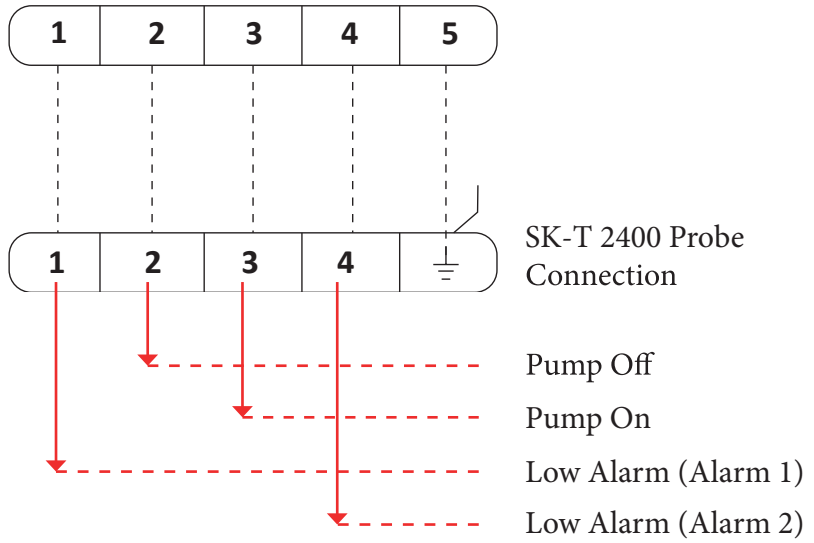 1 2 3 4 5
SK-T 2400 Probe
Connection
1 2 3 4
Pump Off
Pump On
Low Alarm (Alarm 1)
Low Alarm (Alarm 2)